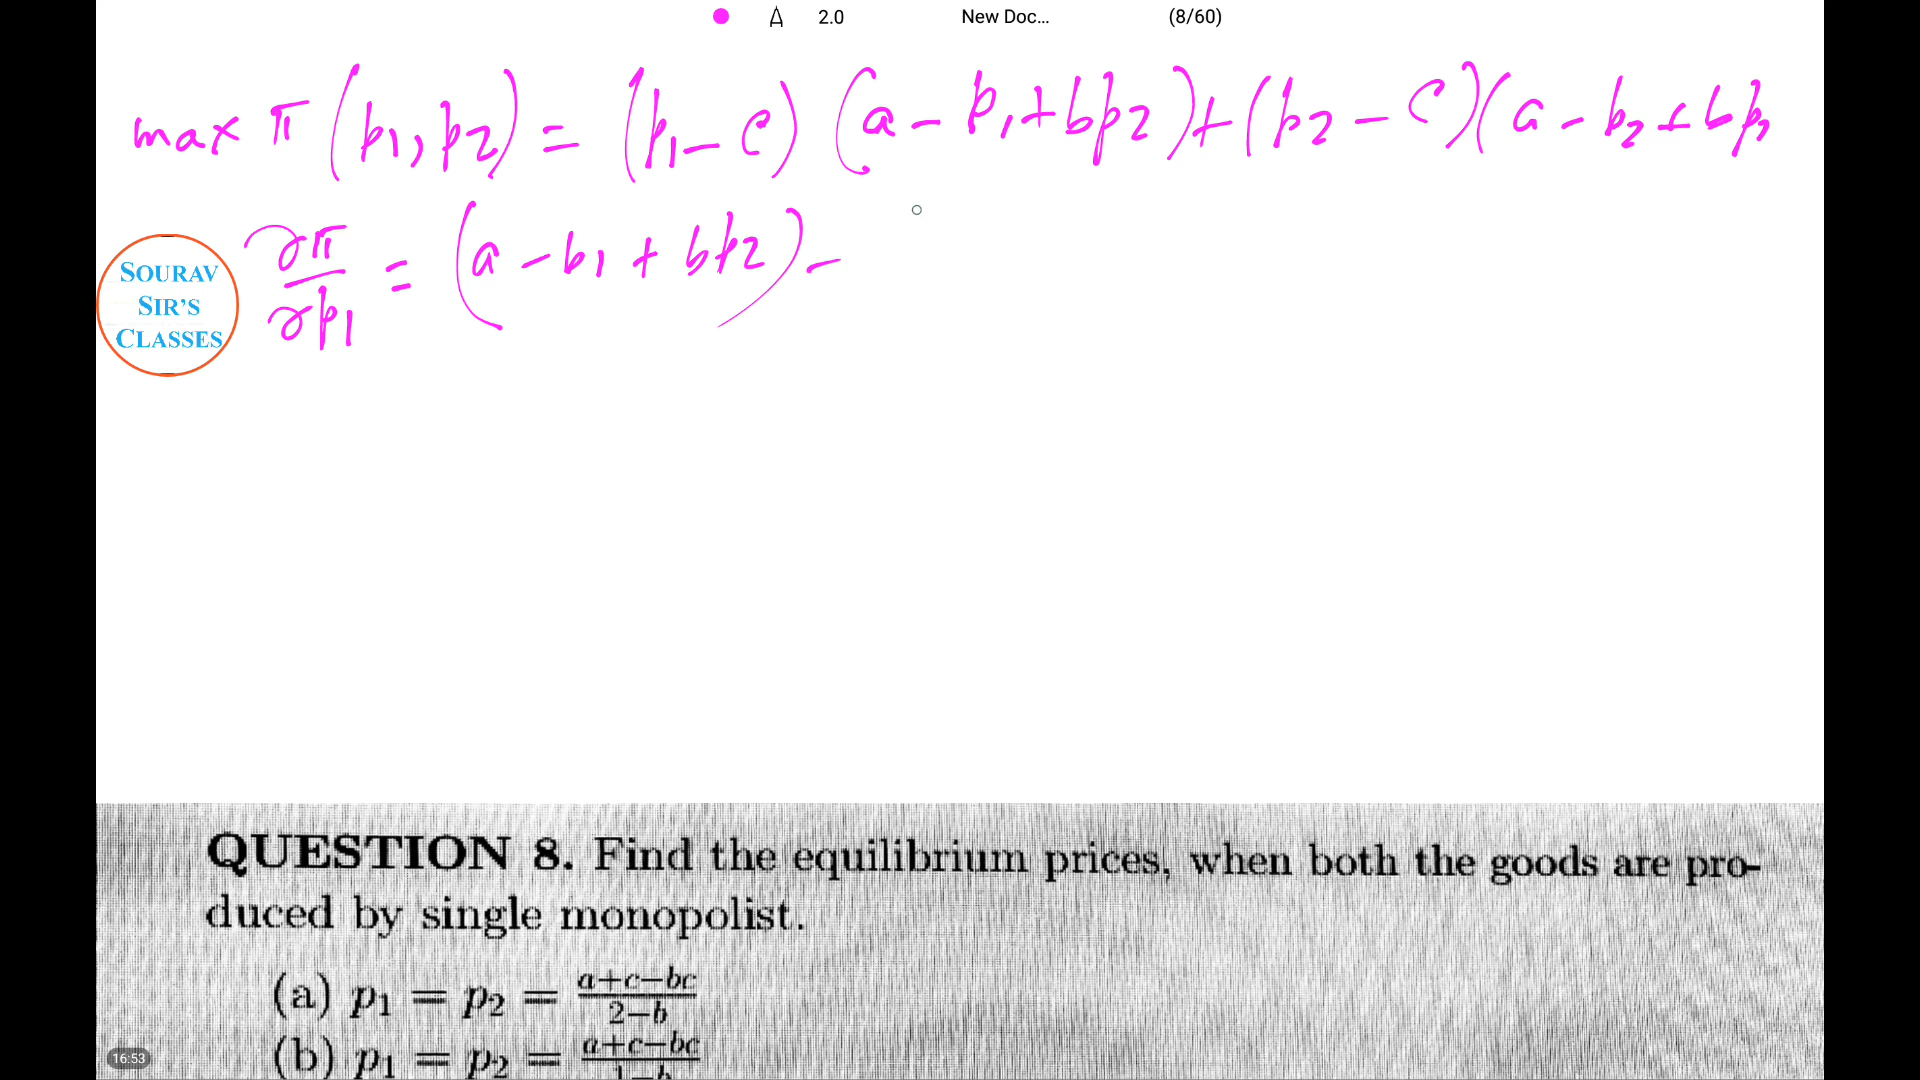 2.0 New Doc... (8/60)
max π (p1, p2) = (p1 - c) (a - p1 + bp2) + (p2 - c)(a - p2 + bp1
∂π/∂p1 = (a - p1 + bp2) -
SOURAV
SIR'S
CLASSES
QUESTION 8. Find the equilibrium prices, when both the goods are pro-
duced by single monopolist.
(a) p1 = p2 = a+c−bc / 2−b
(b) p1 = p2 = a+c−bc / 1−b
16:53